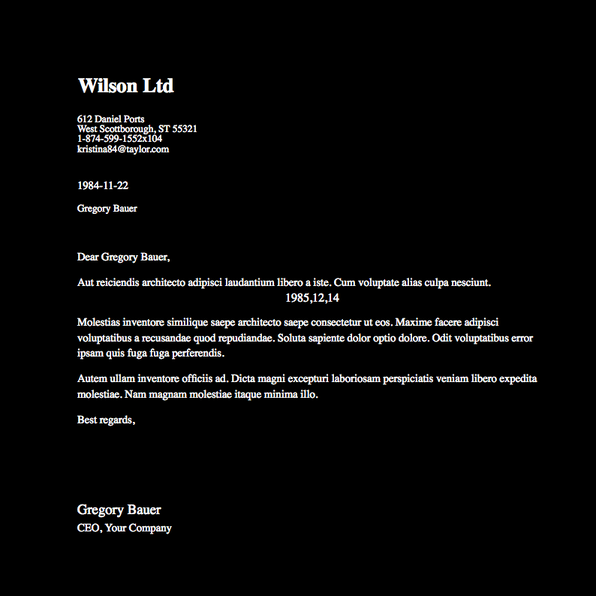 Wilson Ltd
612 Daniel Ports
West Scottborough, ST 55321
1-874-599-1552x104
kristina84@taylor.com
1984-11-22
Gregory Bauer
Dear Gregory Bauer,
Aut reiciendis architecto adipisci laudantium libero a iste. Cum voluptate alias culpa nesciunt.
1985,12,14
Molestias inventore similique saepe architecto saepe consectetur ut eos. Maxime facere adipisci
voluptatibus a recusandae quod repudiandae. Soluta sapiente dolor optio dolore. Odit voluptatibus error
ipsam quis fuga fuga perferendis.
Autem ullam inventore officiis ad. Dicta magni excepturi laboriosam perspiciatis veniam libero expedita
molestiae. Nam magnam molestiae itaque minima illo.
Best regards,
Gregory Bauer
CEO, Your Company